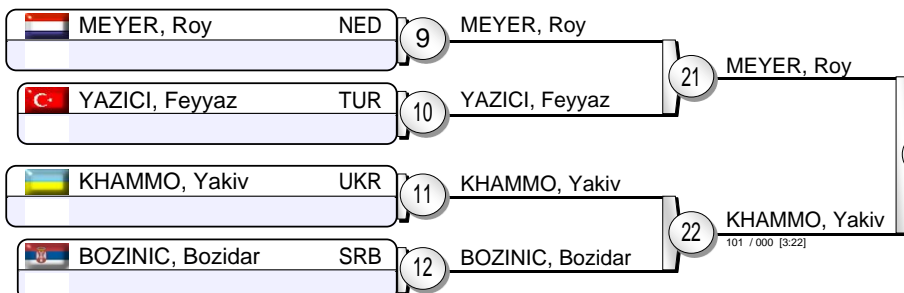 MEYER, Roy NED
9
MEYER, Roy
YAZICI, Feyyaz TUR
10
YAZICI, Feyyaz
21
MEYER, Roy
KHAMMO, Yakiv UKR
11
KHAMMO, Yakiv
BOZINIC, Bozidar SRB
12
BOZINIC, Bozidar
22
KHAMMO, Yakiv
101 / 000 [3:22]